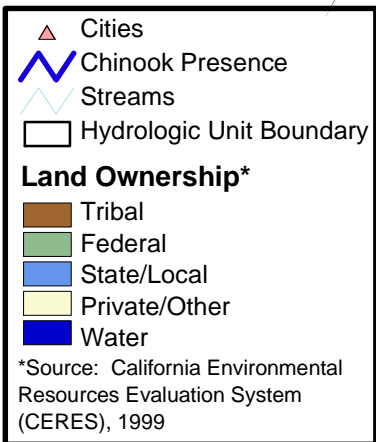 Cities
Chinook Presence
Streams
Hydrologic Unit Boundary
Land Ownership*
Tribal
Federal
State/Local
Private/Other
Water
*Source: California Environmental
Resources Evaluation System
(CERES), 1999